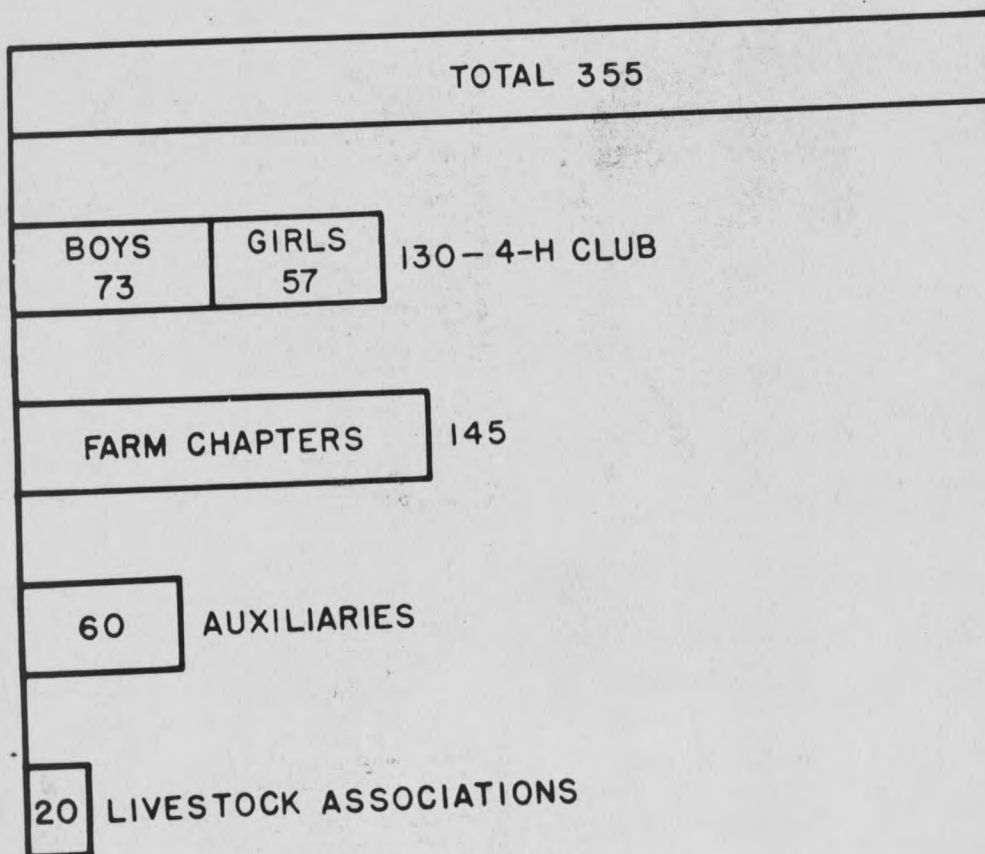 TOTAL 355
BOYS
73
GIRLS
57
130-4-H CLUB
FARM CHAPTERS
145
60
AUXILIARIES
20
LIVESTOCK ASSOCIATIONS